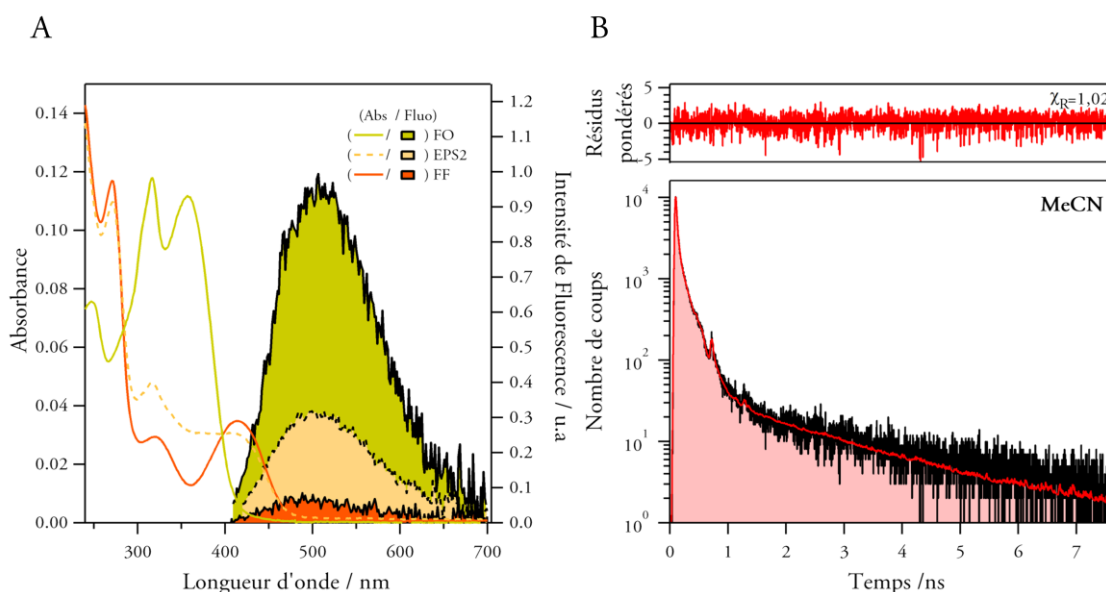 A
0.14
0.12
0.10
0.08
0.06
0.04
0.02
0.00
Absorbance
300
400
500
600
700
Longueur d'onde / nm
1.2
1.1
1.0
0.9
0.8
0.7
0.6
0.5
0.4
0.3
0.2
0.1
0.0
Intensité de Fluorescence / u.a
(Abs / Fluo)
( / ) FO
( / ) EPS2
( / ) FF
B
Résidus
pondérés
5
0
-5
χR=1,02
MeCN
Nombre de coups
10⁴
10³
10²
10¹
10⁰
0
1
2
3
4
5
6
7
Temps /ns